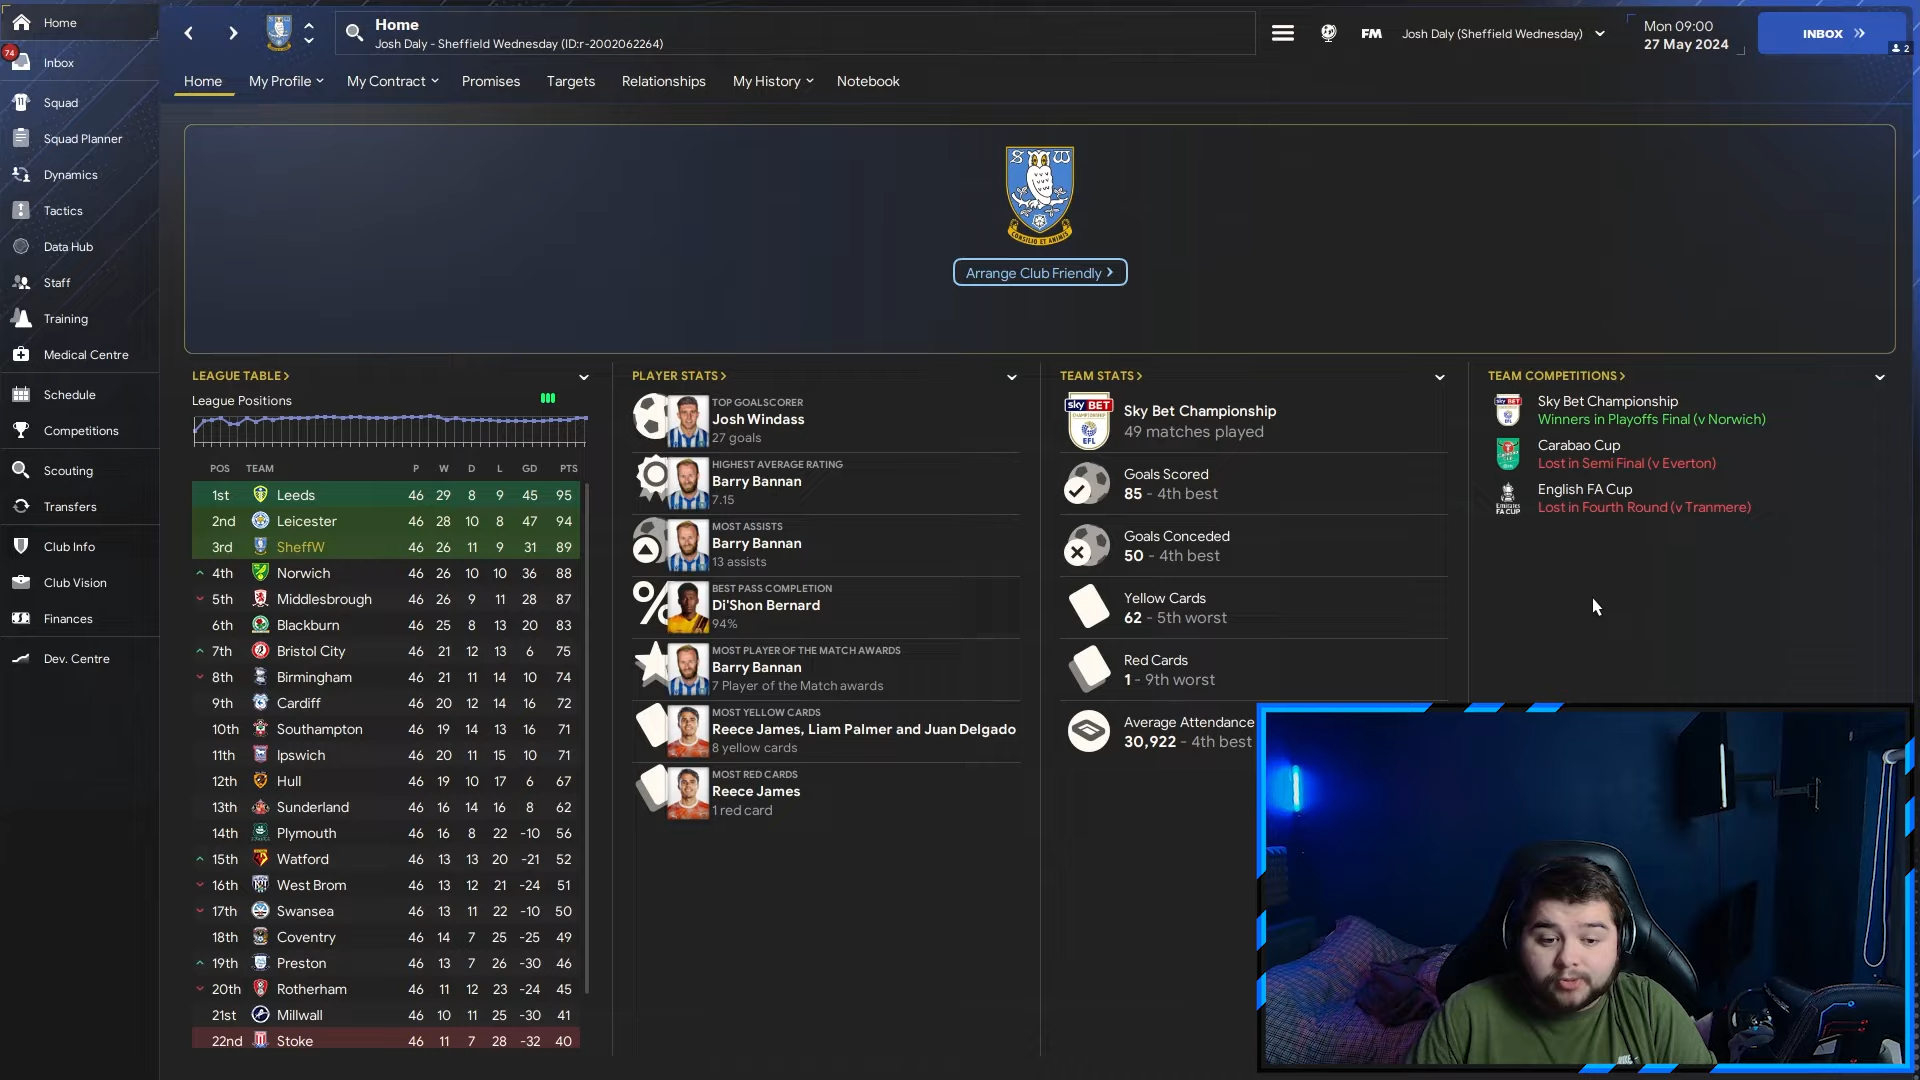 Home
74
Inbox
Squad
Squad Planner
Dynamics
Tactics
Data Hub
Staff
Training
Medical Centre
Schedule
Competitions
Scouting
Transfers
Club Info
Club Vision
Finances
Dev. Centre
Home
Josh Daly - Sheffield Wednesday (ID:r-2002062264)
FM
Josh Daly (Sheffield Wednesday)
Mon 09:00
27 May 2024
INBOX
2
Home My Profile My Contract Promises Targets Relationships My History Notebook
S W
CONSILIO ET ANIMIS
Arrange Club Friendly >
LEAGUE TABLE >
League Positions
POS TEAM P W D L GD PTS
1st Leeds 46 29 8 9 45 95
2nd Leicester 46 28 10 8 47 94
3rd SheffW 46 26 11 9 31 89
4th Norwich 46 26 10 10 36 88
5th Middlesbrough 46 26 9 11 28 87
6th Blackburn 46 25 8 13 20 83
7th Bristol City 46 21 12 13 6 75
8th Birmingham 46 21 11 14 10 74
9th Cardiff 46 20 12 14 16 72
10th Southampton 46 19 14 13 16 71
11th Ipswich 46 20 11 15 10 71
12th Hull 46 19 10 17 6 67
13th Sunderland 46 16 14 16 8 62
14th Plymouth 46 16 8 22 -10 56
15th Watford 46 13 13 20 -21 52
16th West Brom 46 13 12 21 -24 51
17th Swansea 46 13 11 22 -10 50
18th Coventry 46 14 7 25 -25 49
19th Preston 46 13 7 26 -30 46
20th Rotherham 46 11 12 23 -24 45
21st Millwall 46 10 11 25 -30 41
22nd Stoke 46 11 7 28 -32 40
PLAYER STATS >
TOP GOALSCORER
Josh Windass
27 goals
HIGHEST AVERAGE RATING
Barry Bannan
7.15
MOST ASSISTS
Barry Bannan
13 assists
BEST PASS COMPLETION
Di'Shon Bernard
94%
MOST PLAYER OF THE MATCH AWARDS
Barry Bannan
7 Player of the Match awards
MOST YELLOW CARDS
Reece James, Liam Palmer and Juan Delgado
8 yellow cards
MOST RED CARDS
Reece James
1 red card
TEAM STATS >
sky BET
CHAMPIONSHIP
EFL
Sky Bet Championship
49 matches played
Goals Scored
85 - 4th best
Goals Conceded
50 - 4th best
Yellow Cards
62 - 5th worst
Red Cards
1 - 9th worst
Average Attendance
30,922 - 4th best
TEAM COMPETITIONS >
Sky Bet Championship
Winners in Playoffs Final (v Norwich)
Carabao Cup
Lost in Semi Final (v Everton)
Emirates
FA CUP
English FA Cup
Lost in Fourth Round (v Tranmere)